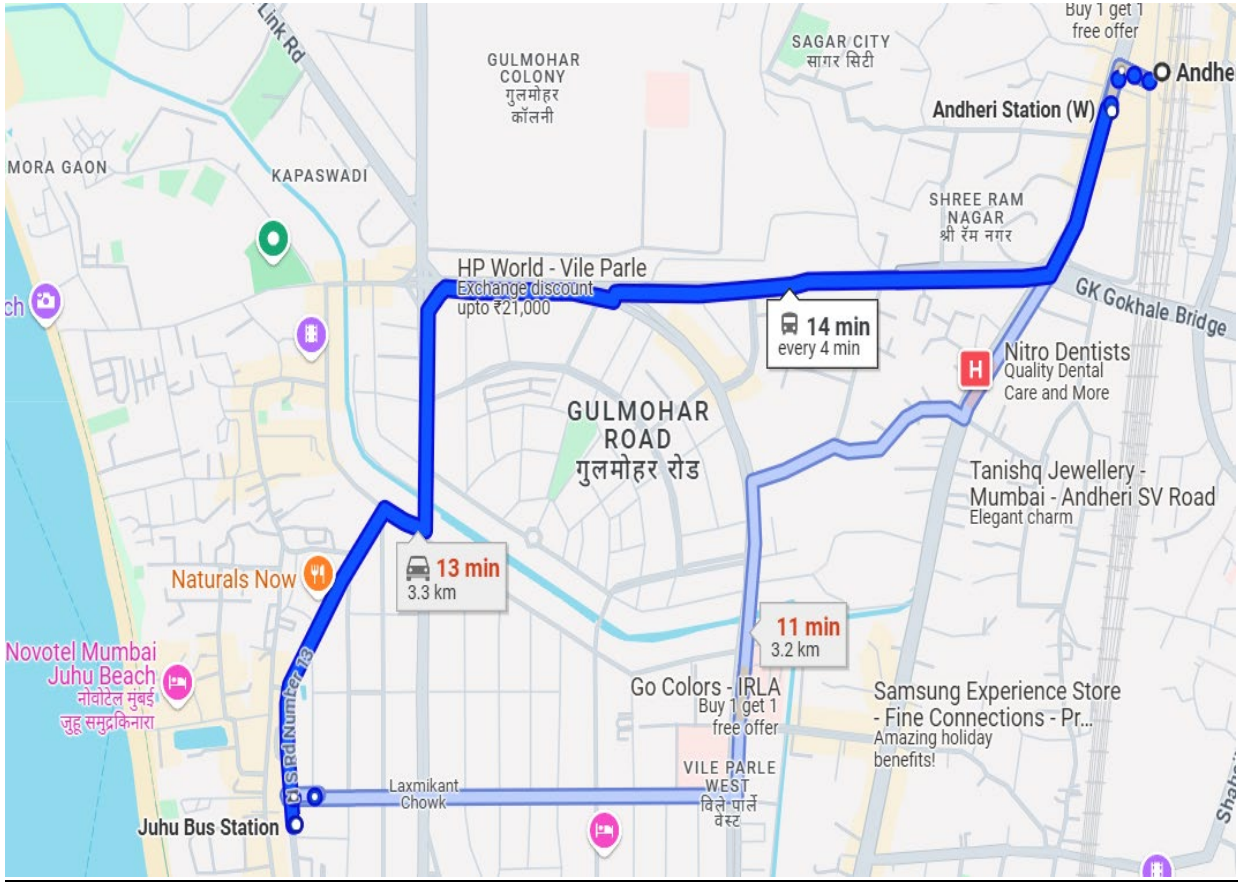 Link Rd
Buy 1 get 1
free offer
SAGAR CITY
सागर सिटी
GULMOHAR
COLONY
गुलमोहर
कॉलनी
Andhe
Andheri Station (W)
MORA GAON
KAPASWADI
SHREE RAM
NAGAR
श्री रॅम नगर
HP World - Vile Parle
Exchange discount
upto ₹21,000
ch
GK Gokhale Bridge
14 min
every 4 min
Nitro Dentists
Quality Dental
Care and More
H
GULMOHAR
ROAD
गुलमोहर रोड
Tanishq Jewellery -
Mumbai - Andheri SV Road
Elegant charm
13 min
3.3 km
Naturals Now
11 min
3.2 km
Novotel Mumbai
Juhu Beach
नोवोटेल मुंबई
जुहू समुद्रकिनारा
Go Colors - IRLA
Buy 1 get 1
free offer
Samsung Experience Store
- Fine Connections - Pr...
Amazing holiday
benefits!
Rd Number 13
VILE PARLE
WEST
विले पार्ले
वेस्ट
Laxmikant
Chowk
Juhu Bus Station